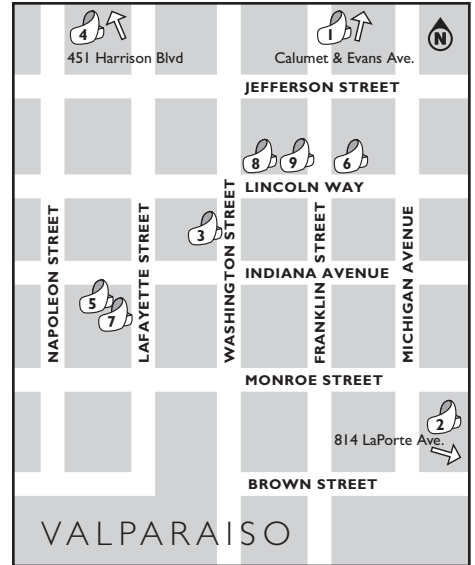 4
1
N
451 Harrison Blvd
Calumet & Evans Ave.
JEFFERSON STREET
8
9
6
LINCOLN WAY
3
NAPOLEON STREET
LAFAYETTE STREET
WASHINGTON STREET
FRANKLIN STREET
MICHIGAN AVENUE
INDIANA AVENUE
5
7
MONROE STREET
2
814 LaPorte Ave.
BROWN STREET
VALPARAISO